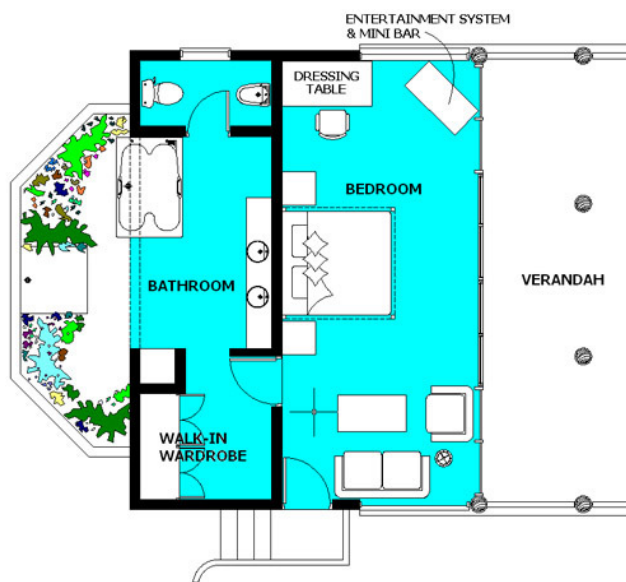 ENTERTAINMENT SYSTEM
& MINI BAR
DRESSING
TABLE
BEDROOM
VERANDAH
BATHROOM
WALK-IN
WARDROBE